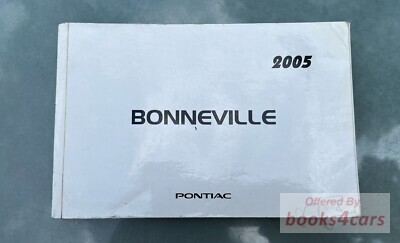 2005
BONNEVILLE
PONTIAC
Offered By
books4cars